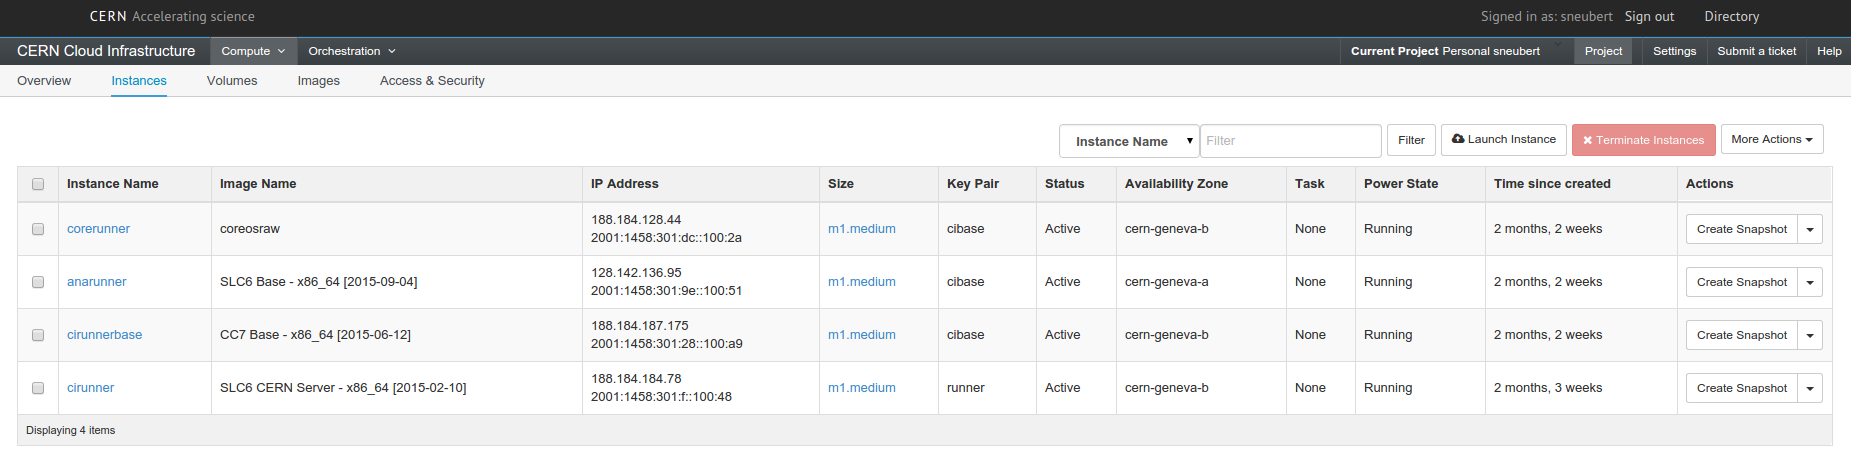 CERN Accelerating science Signed in as: sneubert Sign out Directory
CERN Cloud Infrastructure Compute Orchestration Current Project Personal sneubert Project Settings Submit a ticket Help
Overview Instances Volumes Images Access & Security
Instance Name Filter Filter Launch Instance Terminate Instances More Actions
Instance Name Image Name IP Address Size Key Pair Status Availability Zone Task Power State Time since created Actions
corerunner coreosraw 188.184.128.44 m1.medium cibase Active cern-geneva-b None Running 2 months, 2 weeks Create Snapshot
2001:1458:301:dc::100:2a
anarunner SLC6 Base - x86_64 [2015-09-04] 128.142.136.95 m1.medium cibase Active cern-geneva-a None Running 2 months, 2 weeks Create Snapshot
2001:1458:301:9e::100:51
cirunnerbase CC7 Base - x86_64 [2015-06-12] 188.184.187.175 m1.medium cibase Active cern-geneva-b None Running 2 months, 2 weeks Create Snapshot
2001:1458:301:28::100:a9
cirunner SLC6 CERN Server - x86_64 [2015-02-10] 188.184.184.78 m1.medium runner Active cern-geneva-b None Running 2 months, 3 weeks Create Snapshot
2001:1458:301:f::100:48
Displaying 4 items